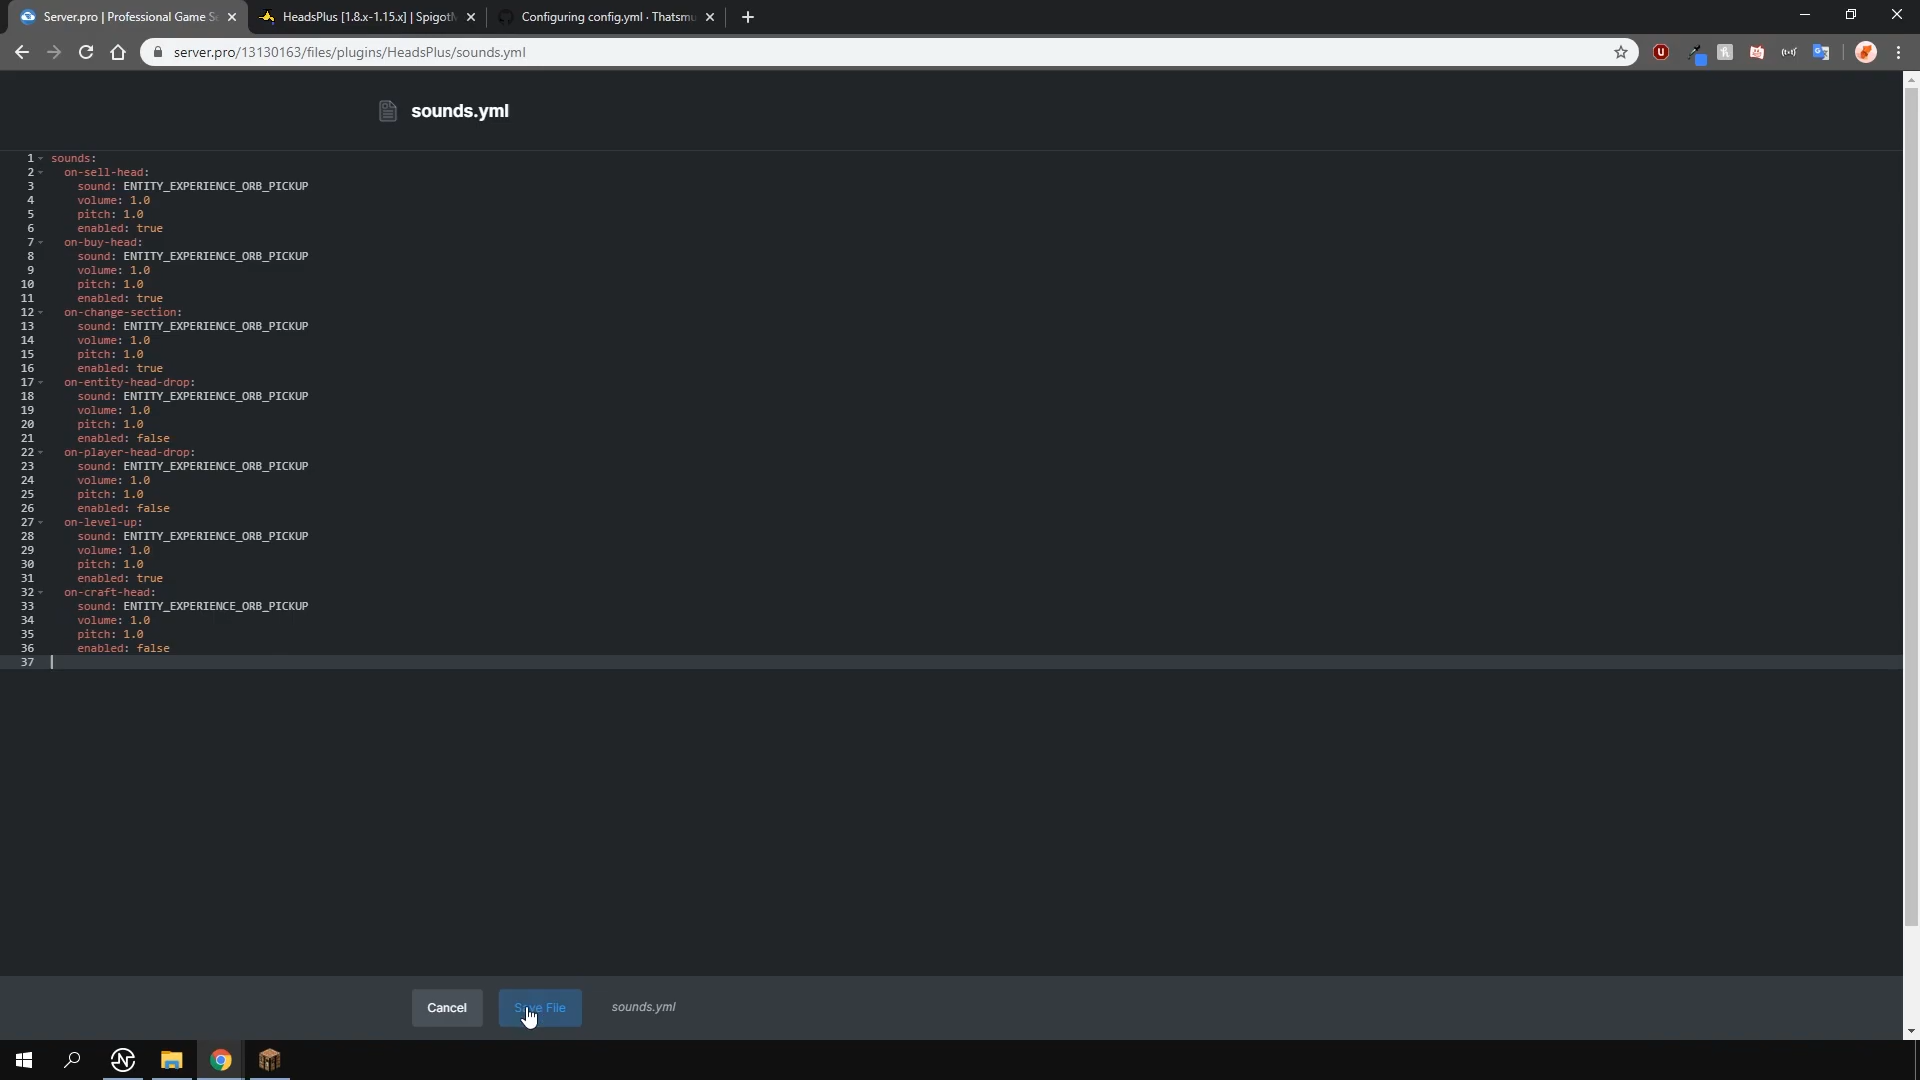 Server.pro | Professional Game Se
HeadsPlus [1.8.x-1.15.x] | SpigotM
Configuring config.yml · Thatsmu
server.pro/13130163/files/plugins/HeadsPlus/sounds.yml
sounds.yml
1 sounds:
2 on-sell-head:
3 sound: ENTITY_EXPERIENCE_ORB_PICKUP
4 volume: 1.0
5 pitch: 1.0
6 enabled: true
7 on-buy-head:
8 sound: ENTITY_EXPERIENCE_ORB_PICKUP
9 volume: 1.0
10 pitch: 1.0
11 enabled: true
12 on-change-section:
13 sound: ENTITY_EXPERIENCE_ORB_PICKUP
14 volume: 1.0
15 pitch: 1.0
16 enabled: true
17 on-entity-head-drop:
18 sound: ENTITY_EXPERIENCE_ORB_PICKUP
19 volume: 1.0
20 pitch: 1.0
21 enabled: false
22 on-player-head-drop:
23 sound: ENTITY_EXPERIENCE_ORB_PICKUP
24 volume: 1.0
25 pitch: 1.0
26 enabled: false
27 on-level-up:
28 sound: ENTITY_EXPERIENCE_ORB_PICKUP
29 volume: 1.0
30 pitch: 1.0
31 enabled: true
32 on-craft-head:
33 sound: ENTITY_EXPERIENCE_ORB_PICKUP
34 volume: 1.0
35 pitch: 1.0
36 enabled: false
37
Cancel
Save File
sounds.yml